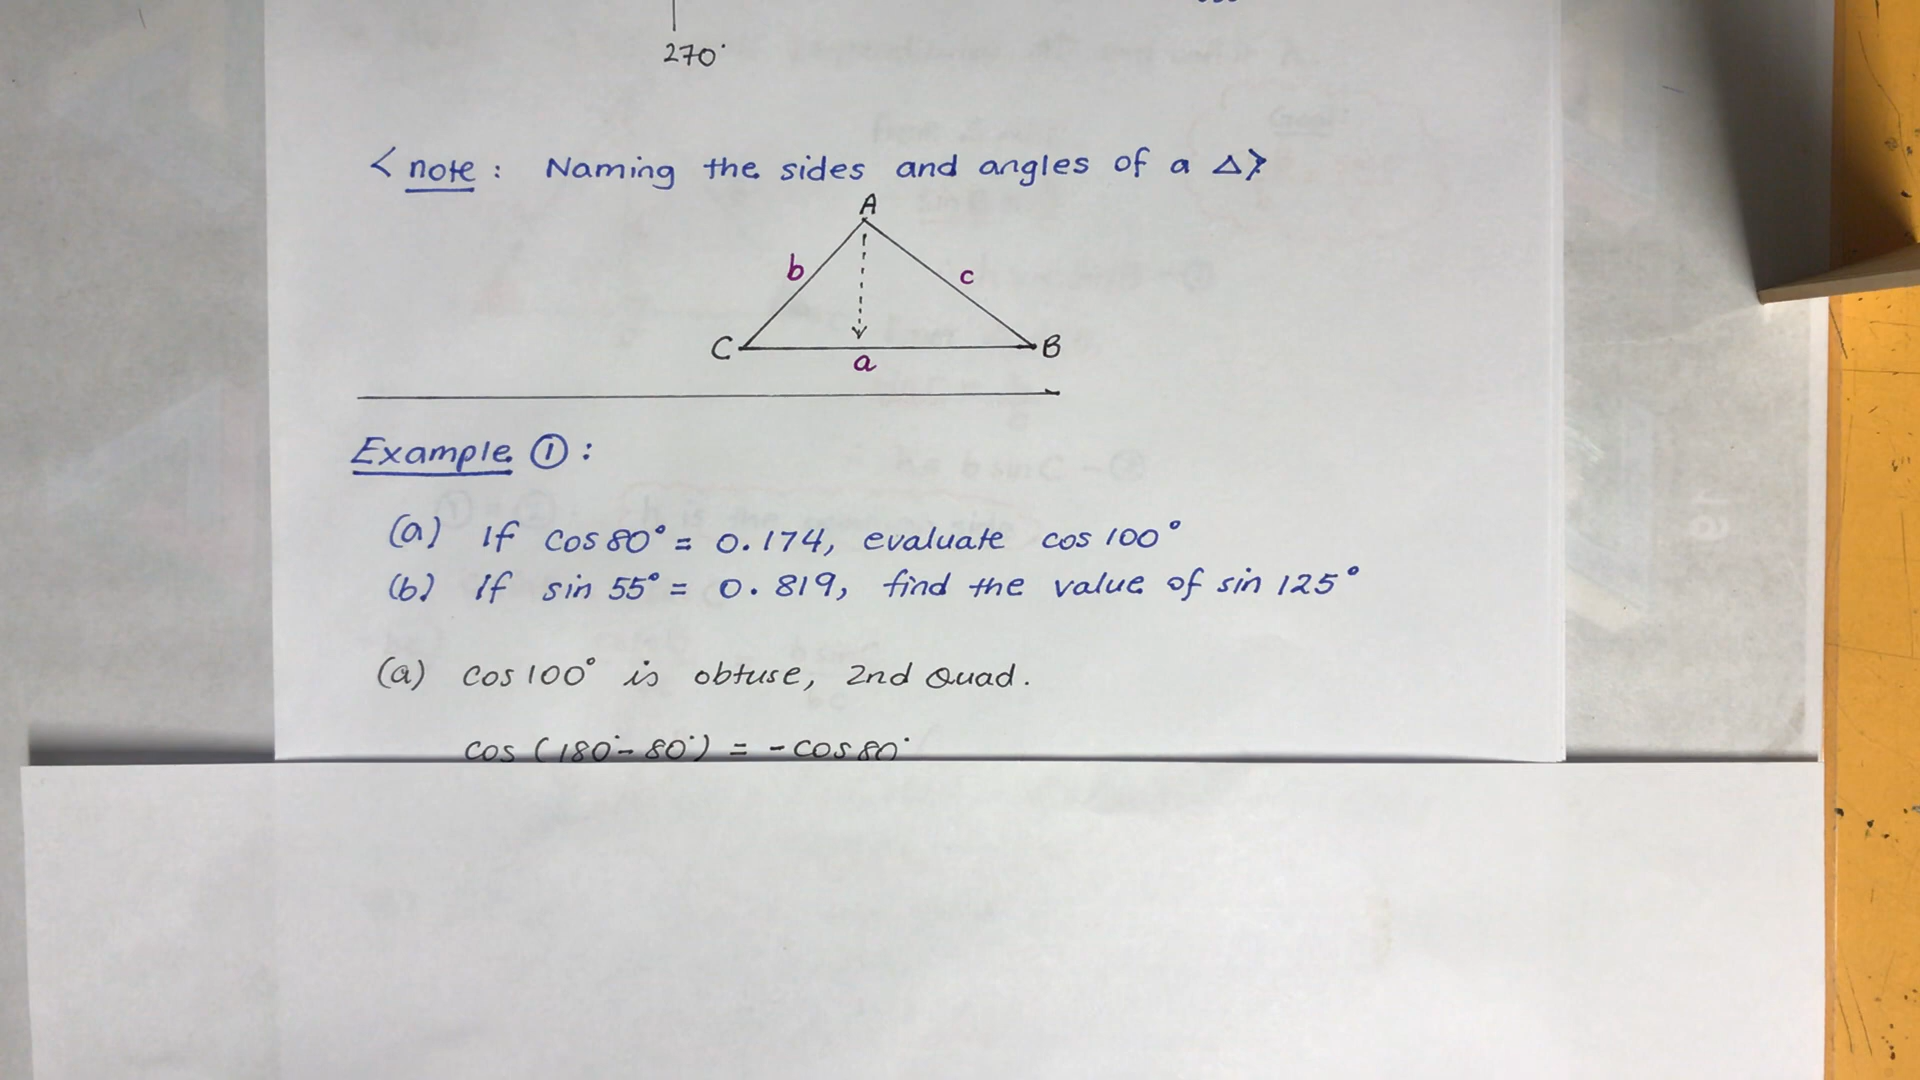 270°
<note: Naming the sides and angles of a Δ>
A
b c
C B
a
Example ①:
(a) If cos 80° = 0.174, evaluate cos 100°
(b) If sin 55° = 0.819, find the value of sin 125°
(a) cos 100° is obtuse, 2nd Quad.
cos (180° - 80°) = - cos 80°